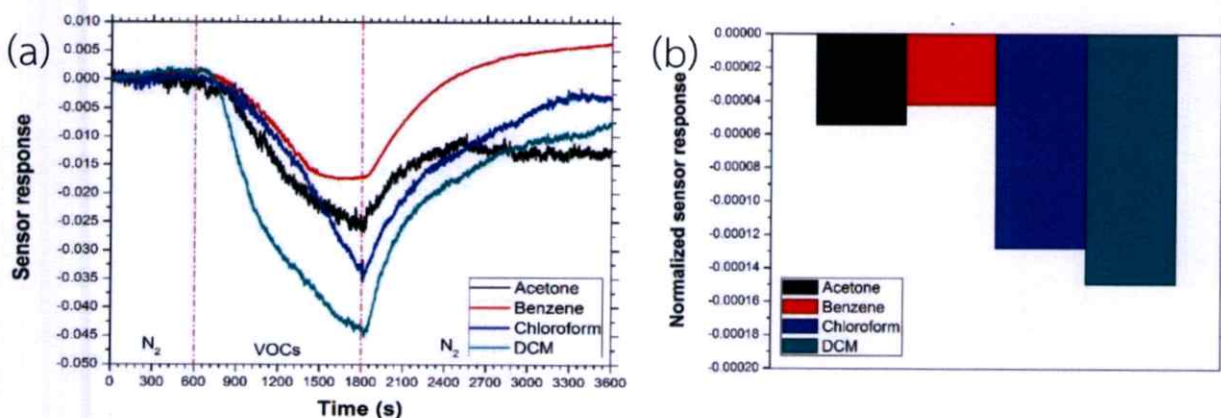 (a)
Sensor response
0.010
0.005
0.000
-0.005
-0.010
-0.015
-0.020
-0.025
-0.030
-0.035
-0.040
-0.045
-0.050
N2
VOCs
N2
Acetone
Benzene
Chloroform
DCM
0 300 600 900 1200 1500 1800 2100 2400 2700 3000 3300 3600
Time (s)
(b)
Normalized sensor response
0.00000
-0.00002
-0.00004
-0.00006
-0.00008
-0.00010
-0.00012
-0.00014
-0.00016
-0.00018
-0.00020
Acetone
Benzene
Chloroform
DCM